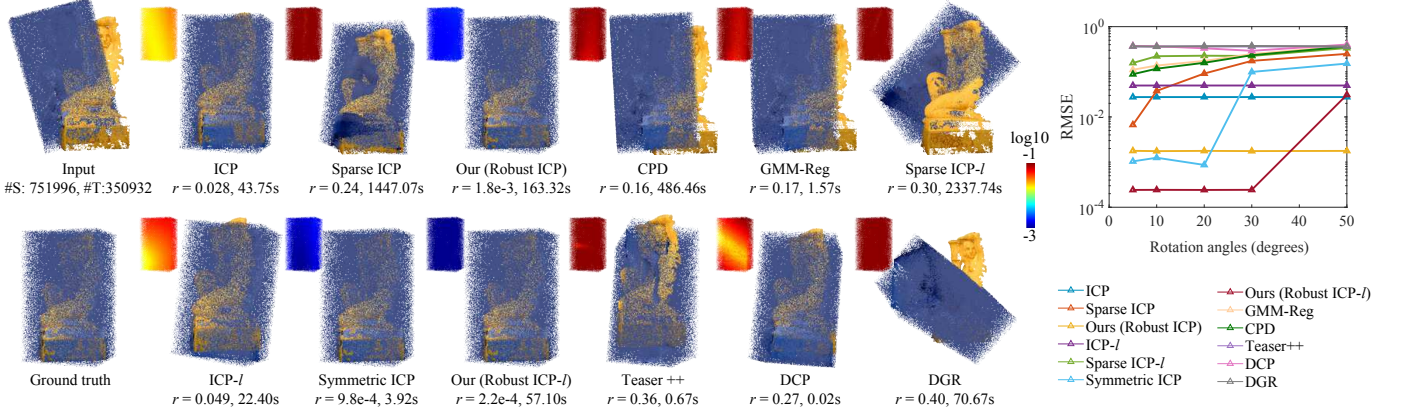 Input
#S: 751996, #T:350932
ICP
r = 0.028, 43.75s
Sparse ICP
r = 0.24, 1447.07s
Our (Robust ICP)
r = 1.8e-3, 163.32s
CPD
r = 0.16, 486.46s
GMM-Reg
r = 0.17, 1.57s
Sparse ICP-l
r = 0.30, 2337.74s
log10
-1
-3
Ground truth
ICP-l
r = 0.049, 22.40s
Symmetric ICP
r = 9.8e-4, 3.92s
Our (Robust ICP-l)
r = 2.2e-4, 57.10s
Teaser ++
r = 0.36, 0.67s
DCP
r = 0.27, 0.02s
DGR
r = 0.40, 70.67s
RMSE
10^0
10^-2
10^-4
0 10 20 30 40 50
Rotation angles (degrees)
ICP
Sparse ICP
Ours (Robust ICP)
ICP-l
Sparse ICP-l
Symmetric ICP
Ours (Robust ICP-l)
GMM-Reg
CPD
Teaser++
DCP
DGR